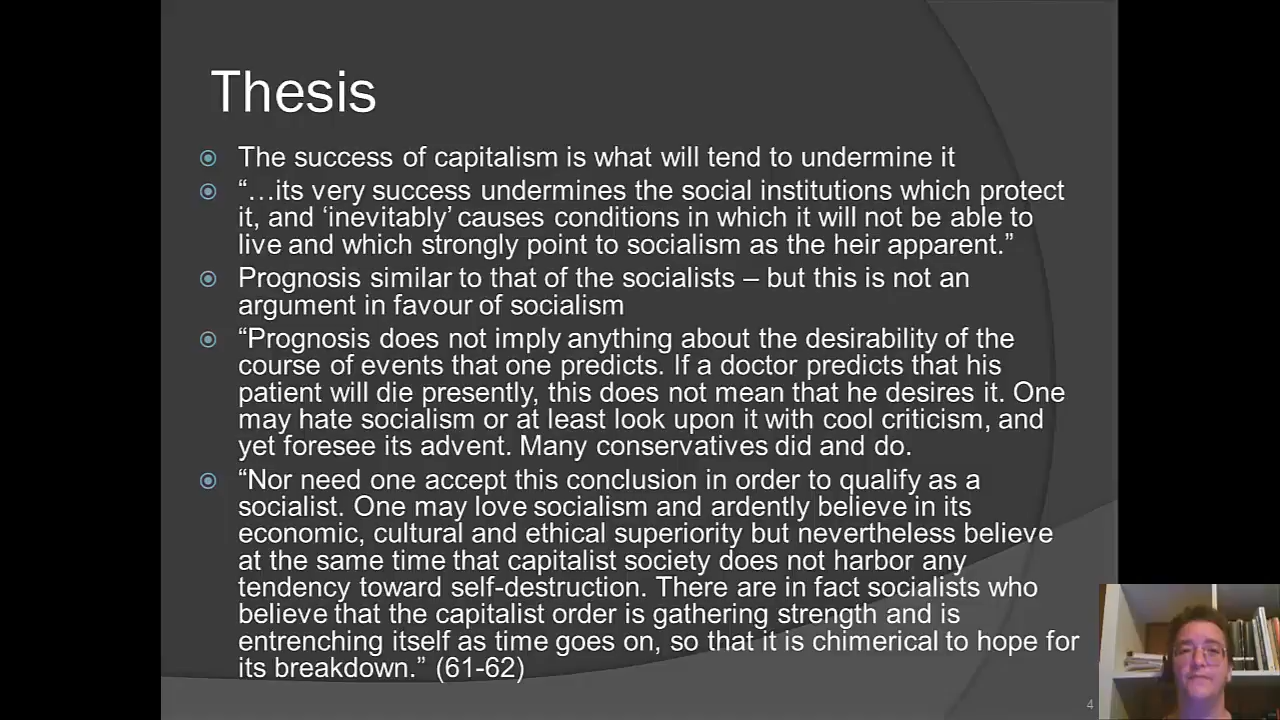 Thesis
The success of capitalism is what will tend to undermine it
“…its very success undermines the social institutions which protect
it, and ‘inevitably’ causes conditions in which it will not be able to
live and which strongly point to socialism as the heir apparent.”
Prognosis similar to that of the socialists – but this is not an
argument in favour of socialism
“Prognosis does not imply anything about the desirability of the
course of events that one predicts. If a doctor predicts that his
patient will die presently, this does not mean that he desires it. One
may hate socialism or at least look upon it with cool criticism, and
yet foresee its advent. Many conservatives did and do.
“Nor need one accept this conclusion in order to qualify as a
socialist. One may love socialism and ardently believe in its
economic, cultural and ethical superiority but nevertheless believe
at the same time that capitalist society does not harbor any
tendency toward self-destruction. There are in fact socialists who
believe that the capitalist order is gathering strength and is
entrenching itself as time goes on, so that it is chimerical to hope for
its breakdown.” (61-62)
4